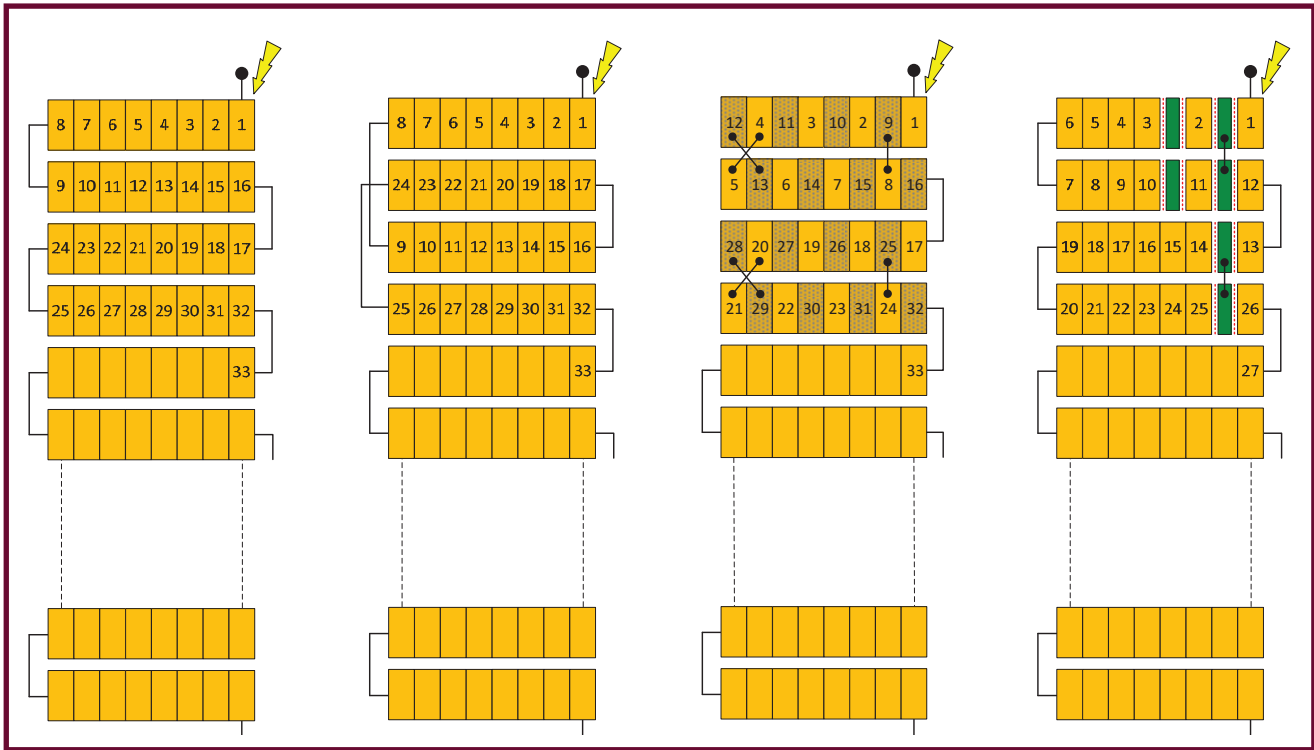 8 7 6 5 4 3 2 1
9 10 11 12 13 14 15 16
24 23 22 21 20 19 18 17
25 26 27 28 29 30 31 32
33
8 7 6 5 4 3 2 1
24 23 22 21 20 19 18 17
9 10 11 12 13 14 15 16
25 26 27 28 29 30 31 32
33
12 4 11 3 10 2 9 1
5 13 6 14 7 15 8 16
28 20 27 19 26 18 25 17
21 29 22 30 23 31 24 32
33
6 5 4 3 2 1
7 8 9 10 11 12
19 18 17 16 15 14 13
20 21 22 23 24 25 26
27